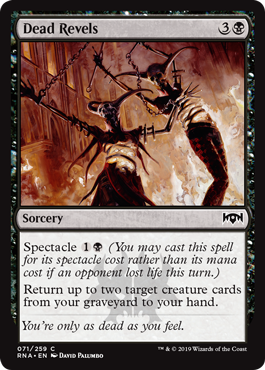 Dead Revels 3
Sorcery
Spectacle 1 (You may cast this spell
for its spectacle cost rather than its mana
cost if an opponent lost life this turn.)
Return up to two target creature cards
from your graveyard to your hand.
You're only as dead as you feel.
071/259 C
RNA • EN DAVID PALUMBO ™ & © 2019 Wizards of the Coast